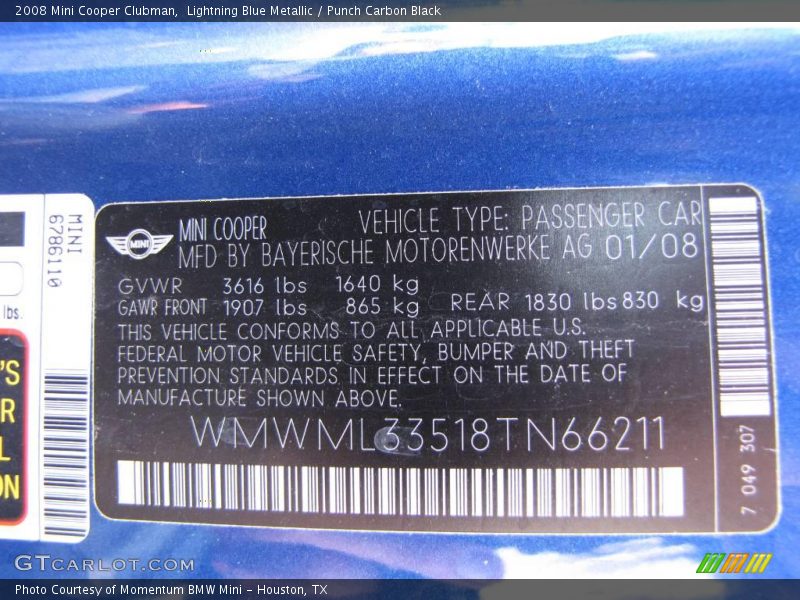 2008 Mini Cooper Clubman, Lightning Blue Metallic / Punch Carbon Black
MINI
6786110
lbs.
'S
R
L
ON
MINI
MINI COOPER VEHICLE TYPE: PASSENGER CAR
MFD BY BAYERISCHE MOTORENWERKE AG 01/08
GVWR 3616 lbs 1640 kg
GAWR FRONT 1907 lbs 865 kg REAR 1830 lbs 830 kg
THIS VEHICLE CONFORMS TO ALL APPLICABLE U.S.
FEDERAL MOTOR VEHICLE SAFETY, BUMPER AND THEFT
PREVENTION STANDARDS IN EFFECT ON THE DATE OF
MANUFACTURE SHOWN ABOVE.
WMWML33518TN66211
7 049 307
GTCARLOT.COM
Photo Courtesy of Momentum BMW Mini - Houston, TX